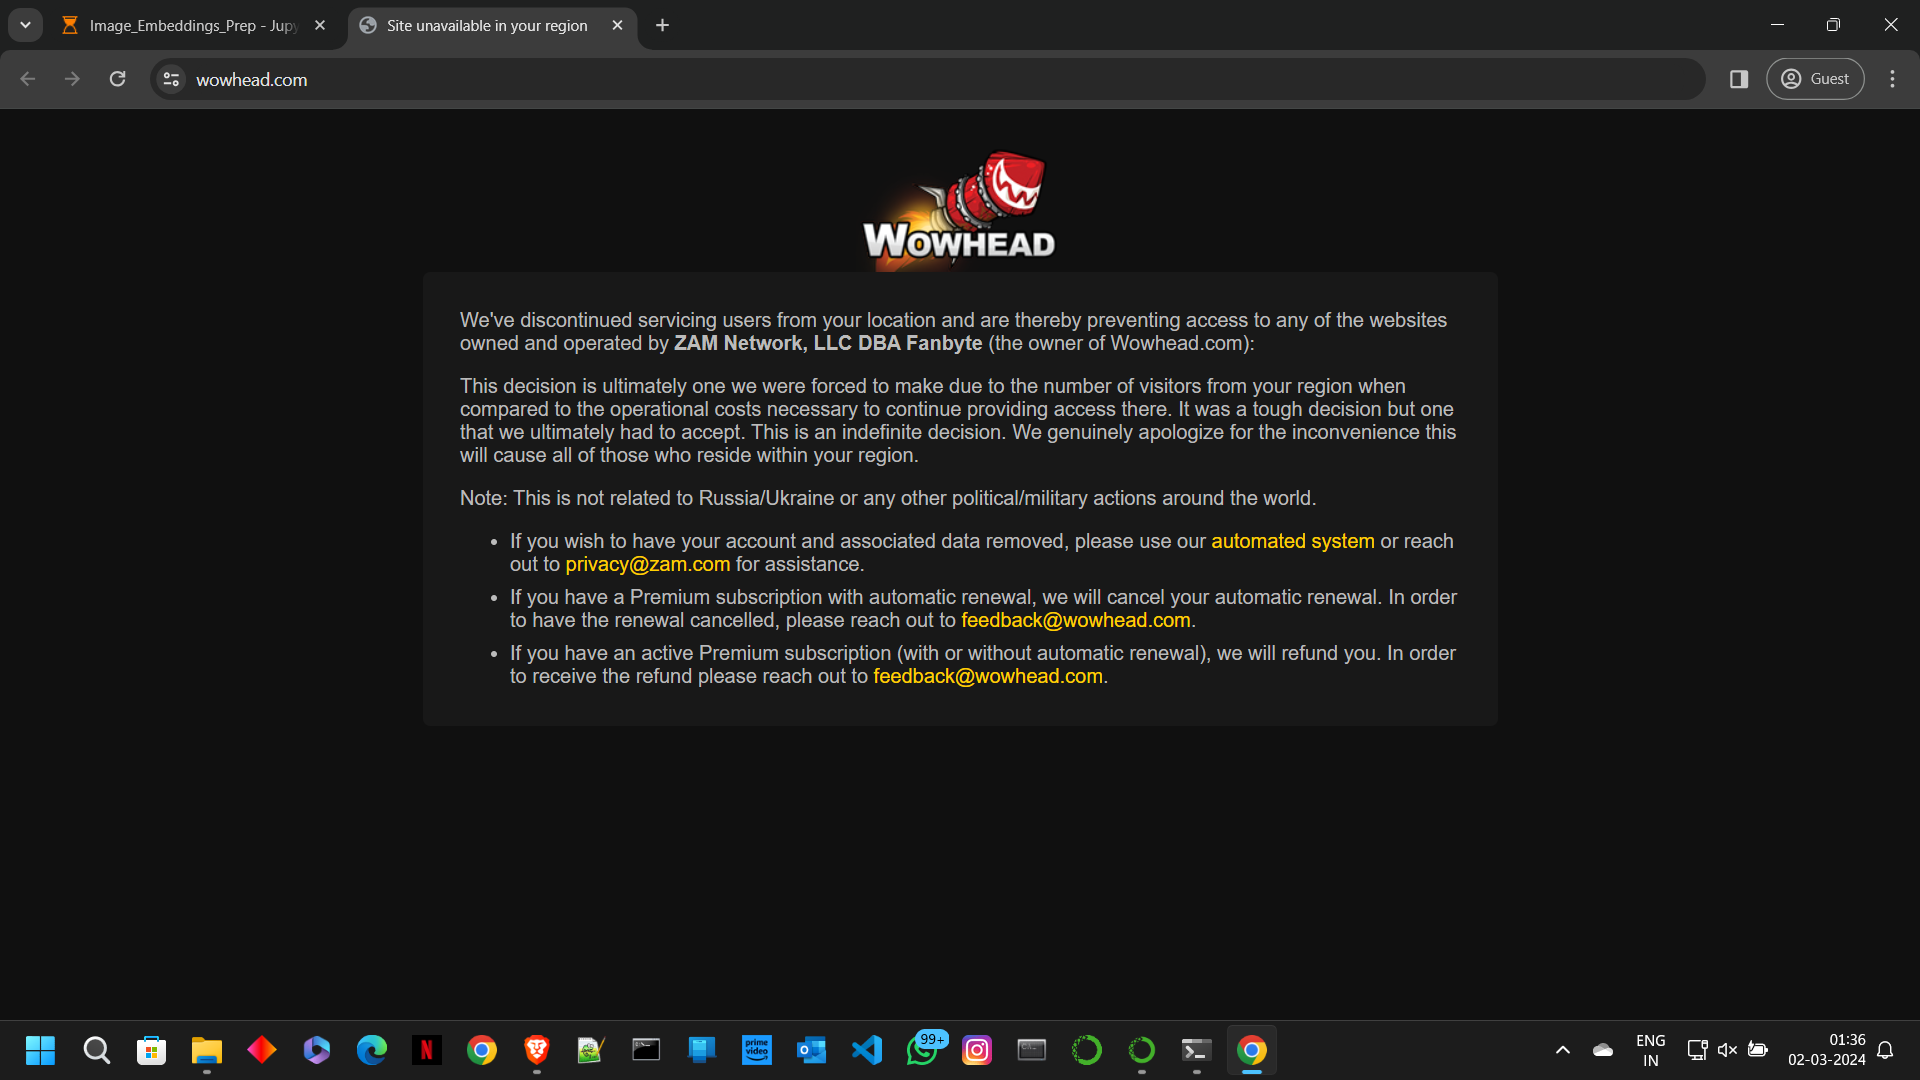 Image_Embeddings_Prep - Jupy
Site unavailable in your region
wowhead.com
Guest
WOWHEAD
We've discontinued servicing users from your location and are thereby preventing access to any of the websites
owned and operated by ZAM Network, LLC DBA Fanbyte (the owner of Wowhead.com):
This decision is ultimately one we were forced to make due to the number of visitors from your region when
compared to the operational costs necessary to continue providing access there. It was a tough decision but one
that we ultimately had to accept. This is an indefinite decision. We genuinely apologize for the inconvenience this
will cause all of those who reside within your region.
Note: This is not related to Russia/Ukraine or any other political/military actions around the world.
• If you wish to have your account and associated data removed, please use our automated system or reach
out to privacy@zam.com for assistance.
• If you have a Premium subscription with automatic renewal, we will cancel your automatic renewal. In order
to have the renewal cancelled, please reach out to feedback@wowhead.com.
• If you have an active Premium subscription (with or without automatic renewal), we will refund you. In order
to receive the refund please reach out to feedback@wowhead.com.
N
prime
video
99+
ENG
IN
01:36
02-03-2024